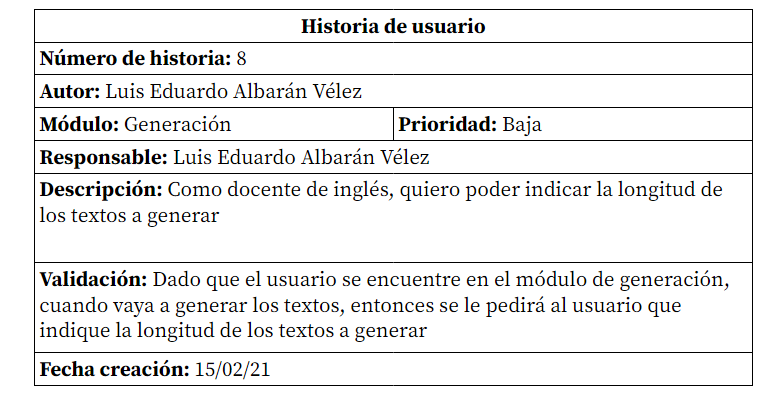 Historia de usuario
Número de historia: 8
Autor: Luis Eduardo Albarán Vélez
Módulo: Generación
Prioridad: Baja
Responsable: Luis Eduardo Albarán Vélez
Descripción: Como docente de inglés, quiero poder indicar la longitud de
los textos a generar
Validación: Dado que el usuario se encuentre en el módulo de generación,
cuando vaya a generar los textos, entonces se le pedirá al usuario que
indique la longitud de los textos a generar
Fecha creación: 15/02/21